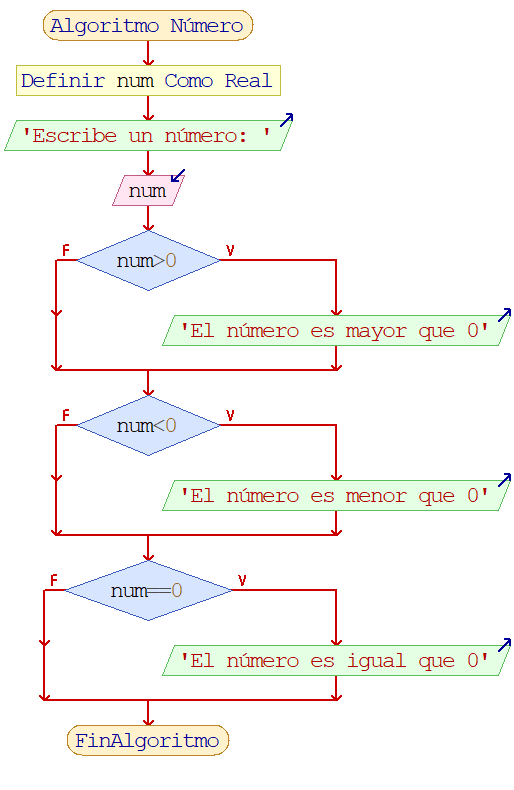 Algoritmo Número
Definir num Como Real
'Escribe un número: '
num
F
V
num>0
'El número es mayor que 0'
F
V
num<0
'El número es menor que 0'
F
V
num==0
'El número es igual que 0'
FinAlgoritmo